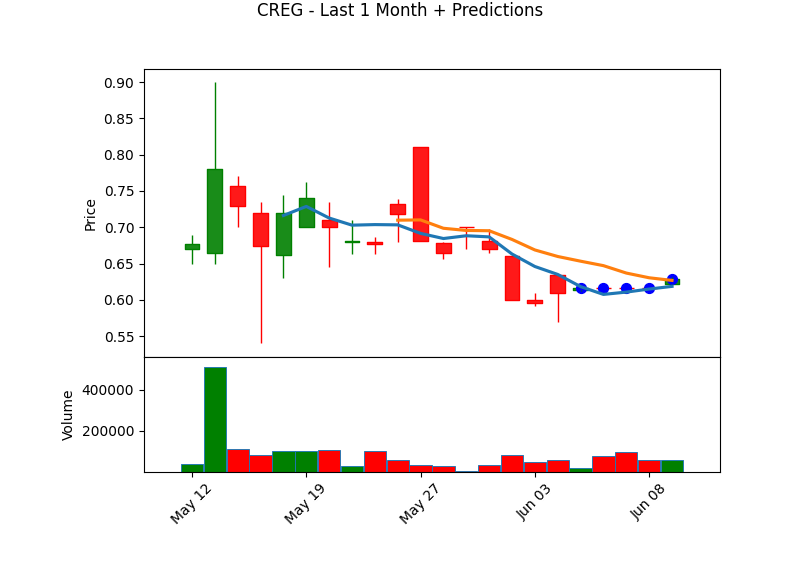 CREG - Last 1 Month + Predictions
0.90
0.85
0.80
0.75
0.70
0.65
0.60
0.55
Price
400000
200000
Volume
May 12
May 19
May 27
Jun 03
Jun 08